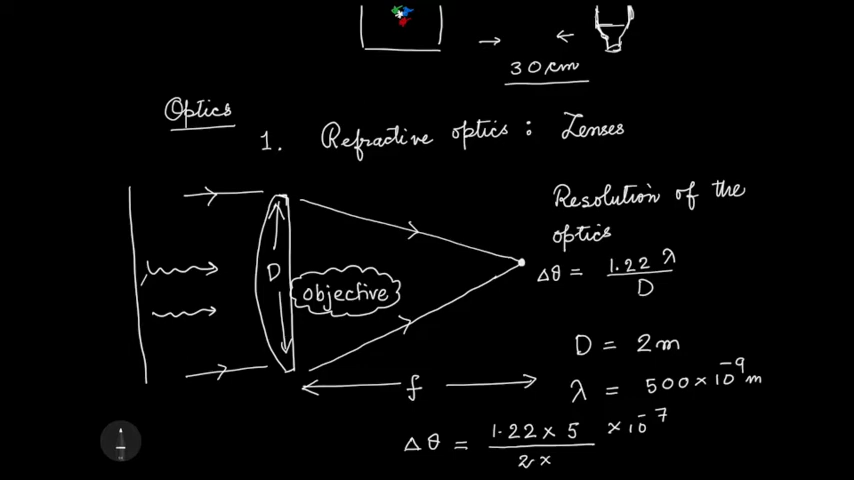 30 cm
Optics
1. Refractive optics : Lenses
Resolution of the
optics
Δθ = 1.22 λ / D
D
objective
D = 2m
λ = 500 × 10⁻⁹ m
f
Δθ = 1.22 × 5 / 2 × × 10⁻⁷